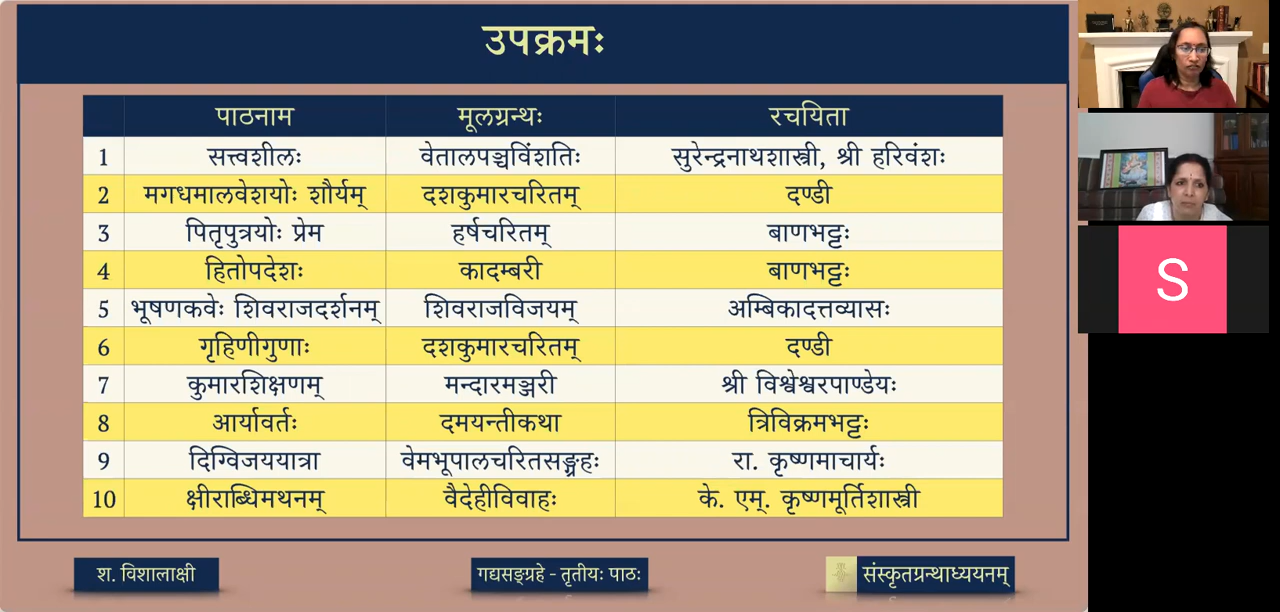 उपक्रमः
पाठनाम मूलग्रन्थः रचयिता
1 सत्त्वशीलः वेतालपञ्चविंशतिः सुरेन्द्रनाथशास्त्री, श्री हरिवंशः
2 मगधमालवेशयोः शौर्यम् दशकुमारचरितम् दण्डी
3 पितृपुत्रयोः प्रेम हर्षचरितम् बाणभट्टः
4 हितोपदेशः कादम्बरी बाणभट्टः
5 भूषणकवेः शिवराजदर्शनम् शिवराजविजयम् अम्बिकादत्तव्यासः
6 गृहिणीगुणाः दशकुमारचरितम् दण्डी
7 कुमारशिक्षणम् मन्दारमञ्जरी श्री विश्वेश्वरपाण्डेयः
8 आर्यावर्तः दमयन्तीकथा त्रिविक्रमभट्टः
9 दिग्विजययात्रा वेमभूपालचरितसङ्ग्रहः रा. कृष्णमाचार्यः
10 क्षीराब्धिमथनम् वैदेहीविवाहः के. एम्. कृष्णमूर्तिशास्त्री
श. विशालाक्षी
गद्यसङ्ग्रहे - तृतीयः पाठः
संस्कृतग्रन्थाध्ययनम्
S